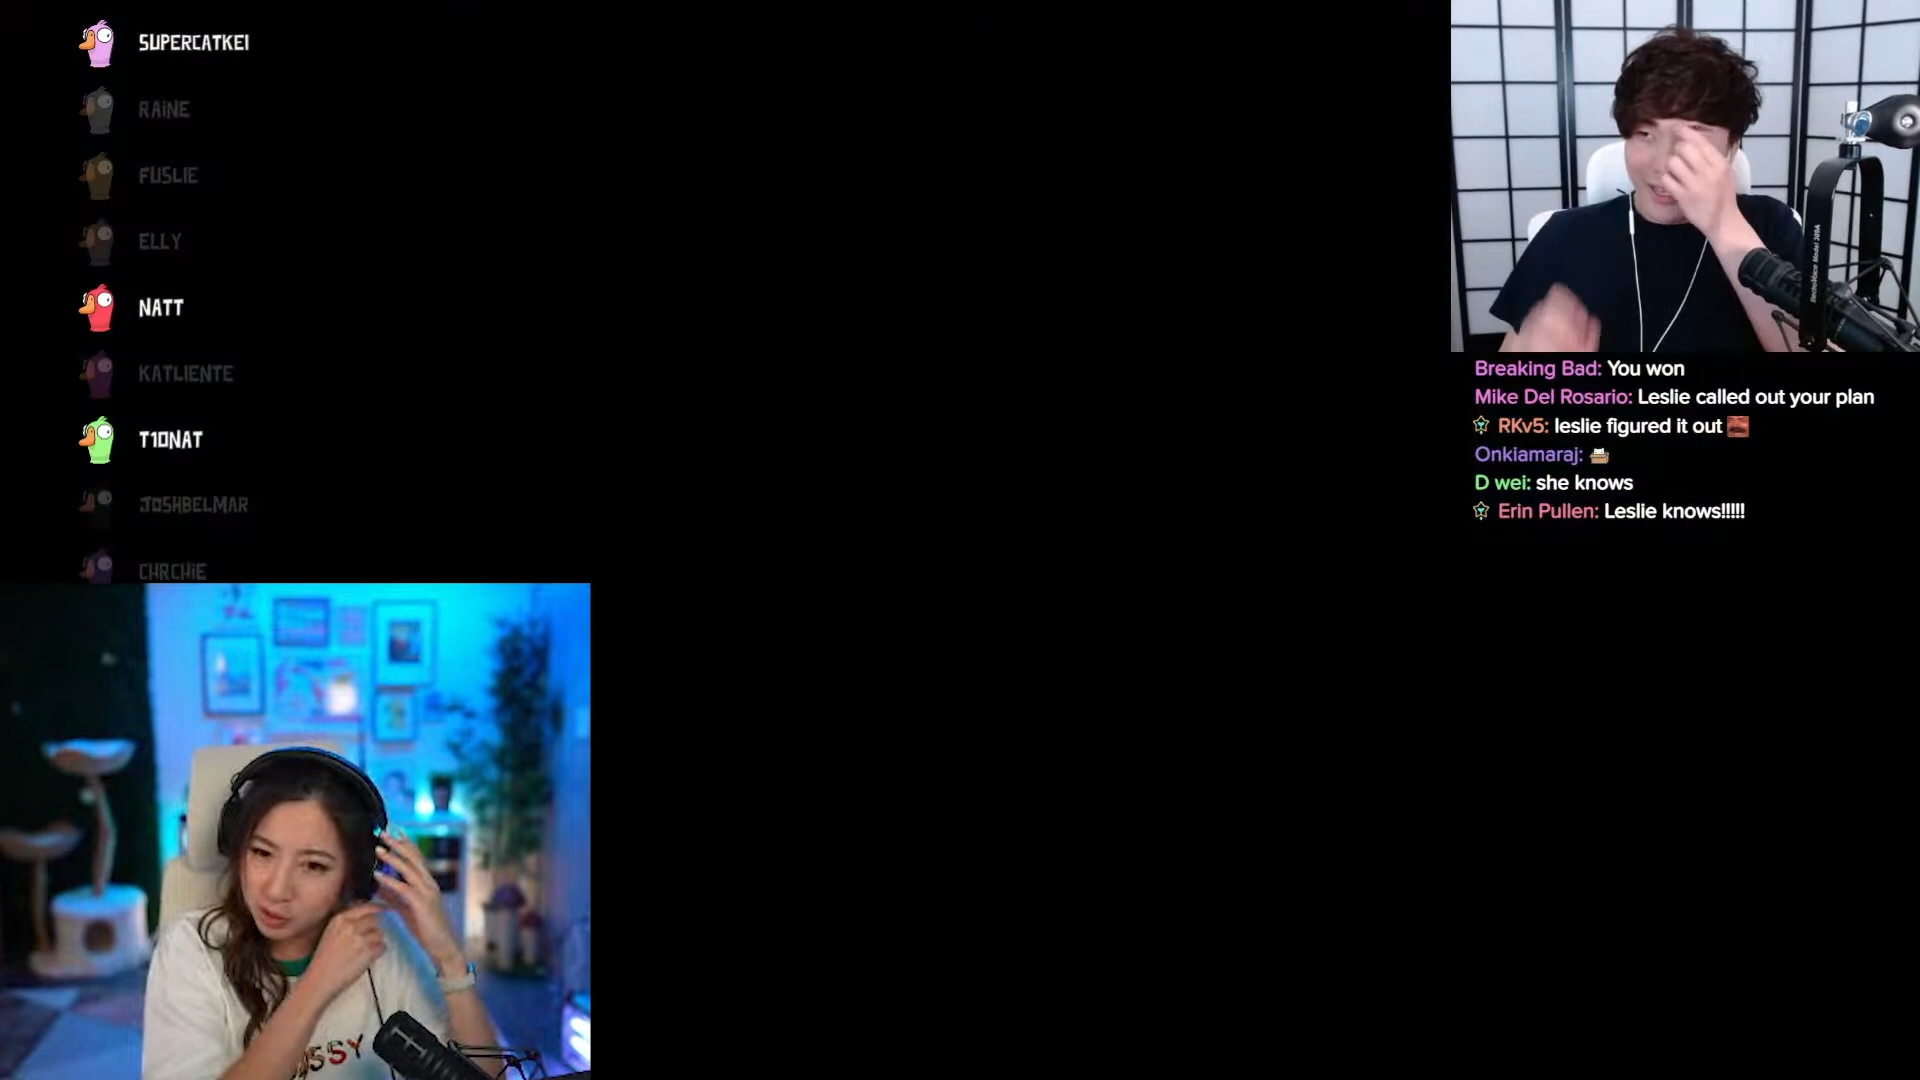 SUPERCATKEI
RAINE
FUSLIE
ELLY
NATT
KATLIENTE
T10NAT
JOSHBELMAR
CHRCHIE
Breaking Bad: You won
Mike Del Rosario: Leslie called out your plan
RKv5: leslie figured it out
Onkiamaraj:
D wei: she knows
Erin Pullen: Leslie knows!!!!!